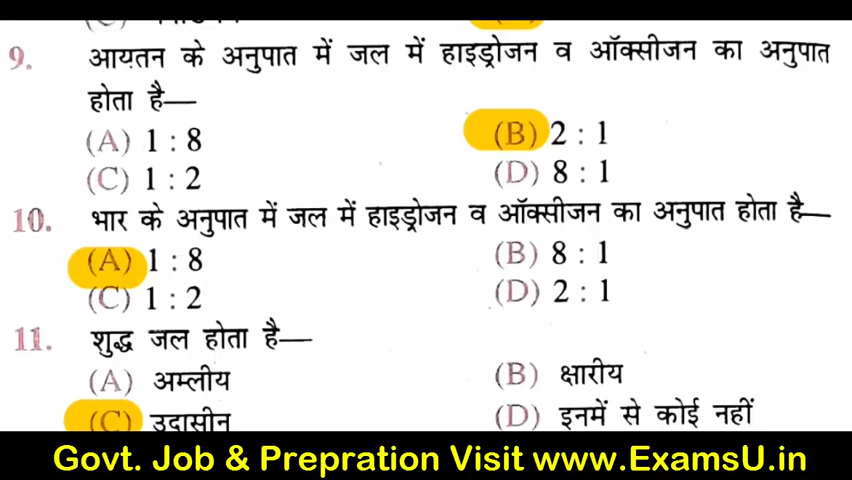 9. आयतन के अनुपात में जल में हाइड्रोजन व ऑक्सीजन का अनुपात
होता है—
(A) 1 : 8 (B) 2 : 1
(C) 1 : 2 (D) 8 : 1
10. भार के अनुपात में जल में हाइड्रोजन व ऑक्सीजन का अनुपात होता है—
(A) 1 : 8 (B) 8 : 1
(C) 1 : 2 (D) 2 : 1
11. शुद्ध जल होता है—
(A) अम्लीय (B) क्षारीय
(C) उदासीन (D) इनमें से कोई नहीं
Govt. Job & Prepration Visit www.ExamsU.in